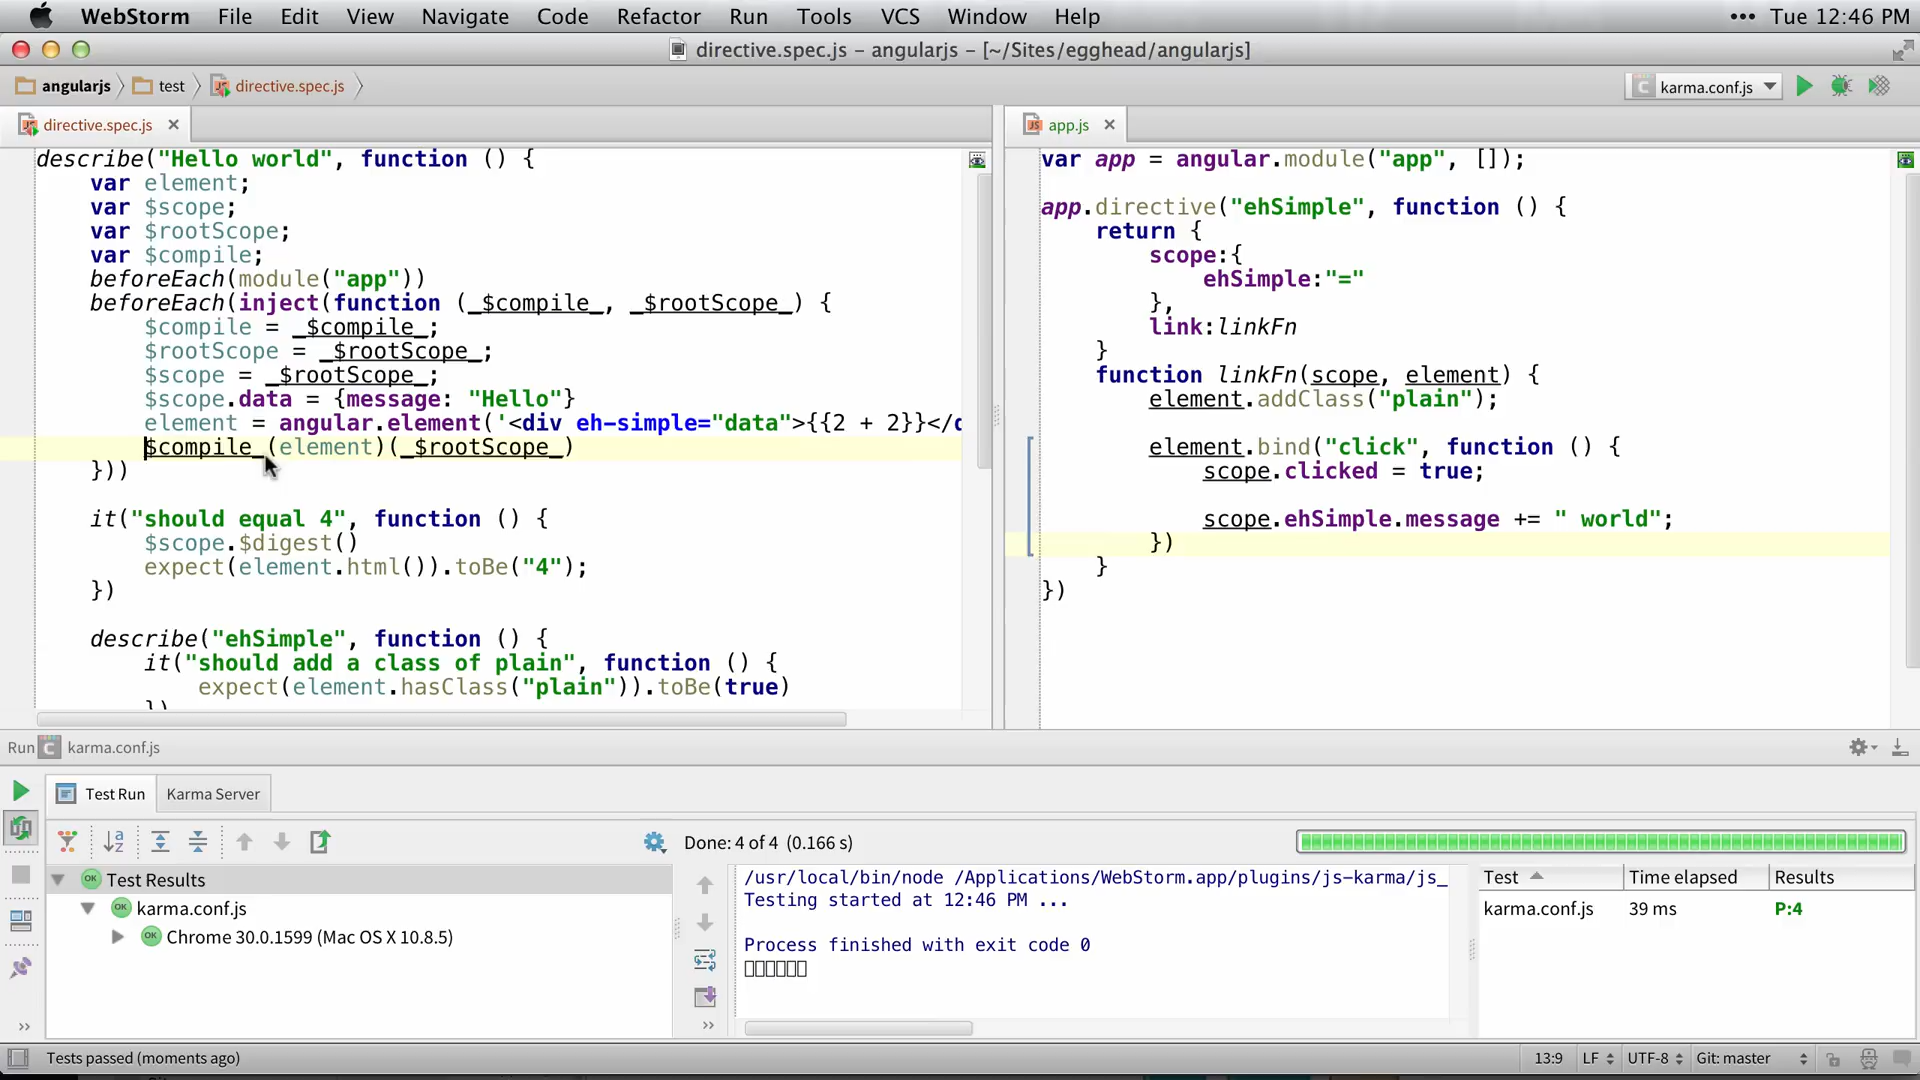 WebStorm File Edit View Navigate Code Refactor Run Tools VCS Window Help ••• Tue 12:46 PM
directive.spec.js – angularjs – [~/Sites/egghead/angularjs]
angularjs test directive.spec.js karma.conf.js
directive.spec.js
app.js
describe("Hello world", function () {
var element;
var $scope;
var $rootScope;
var $compile;
beforeEach(module("app"))
beforeEach(inject(function (_$compile_, _$rootScope_) {
$compile = _$compile_;
$rootScope = _$rootScope_;
$scope = _$rootScope_;
$scope.data = {message: "Hello"}
element = angular.element('<div eh-simple="data">{{2 + 2}}</d
$compile_(element)(_$rootScope_)
}))
it("should equal 4", function () {
$scope.$digest()
expect(element.html()).toBe("4");
})
describe("ehSimple", function () {
it("should add a class of plain", function () {
expect(element.hasClass("plain")).toBe(true)
})
var app = angular.module("app", []);
app.directive("ehSimple", function () {
return {
scope:{
ehSimple:"="
},
link:linkFn
}
function linkFn(scope, element) {
element.addClass("plain");
element.bind("click", function () {
scope.clicked = true;
scope.ehSimple.message += " world";
})
}
})
Run karma.conf.js
Test Run Karma Server
Done: 4 of 4 (0.166 s)
Test Results
karma.conf.js
Chrome 30.0.1599 (Mac OS X 10.8.5)
/usr/local/bin/node /Applications/WebStorm.app/plugins/js-karma/js_
Testing started at 12:46 PM ...
Process finished with exit code 0
Test Time elapsed Results
karma.conf.js 39 ms P:4
Tests passed (moments ago) 13:9 LF UTF-8 Git: master